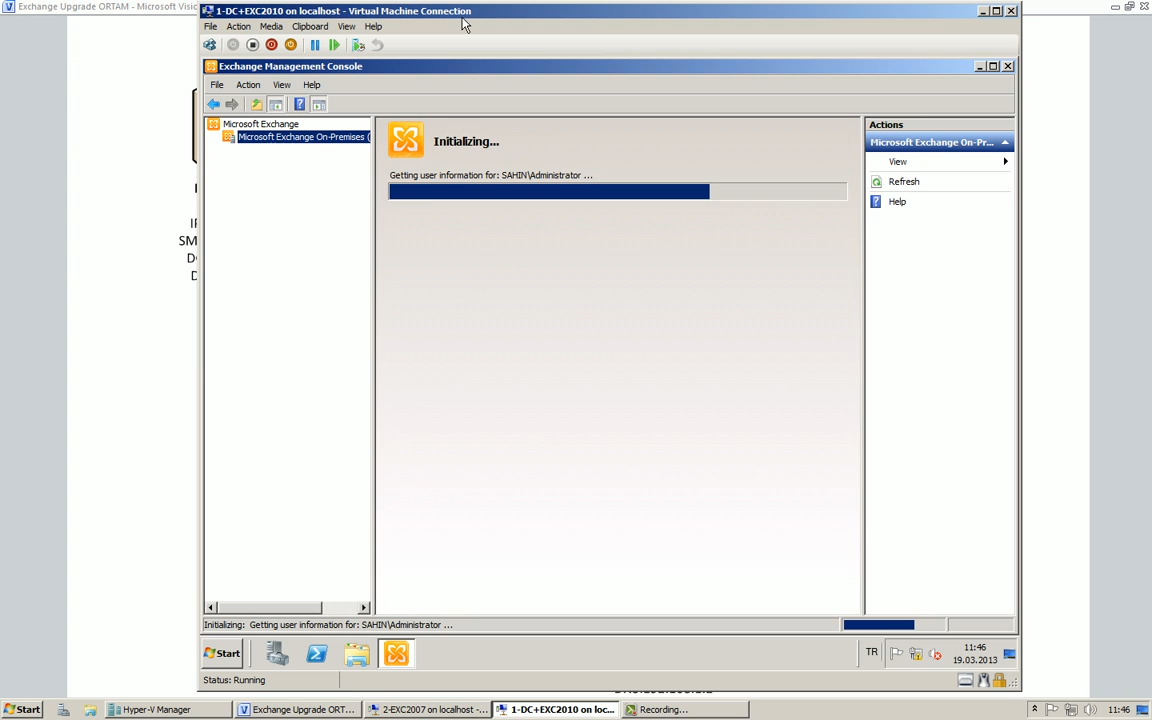 Exchange Upgrade ORTAM - Microsoft Visio
1-DC+EXC2010 on localhost - Virtual Machine Connection
File Action Media Clipboard View Help
Exchange Management Console
File Action View Help
Microsoft Exchange
Microsoft Exchange On-Premises (
Initializing...
Getting user information for: SAHIN\Administrator ...
Actions
Microsoft Exchange On-Pr...
View
Refresh
Help
SM
Initializing: Getting user information for: SAHIN\Administrator ...
Start
TR
11:46
19.03.2013
Status: Running
Start
Hyper-V Manager
Exchange Upgrade ORT...
2-EXC2007 on localhost -...
1-DC+EXC2010 on loc...
Recording...
11:46